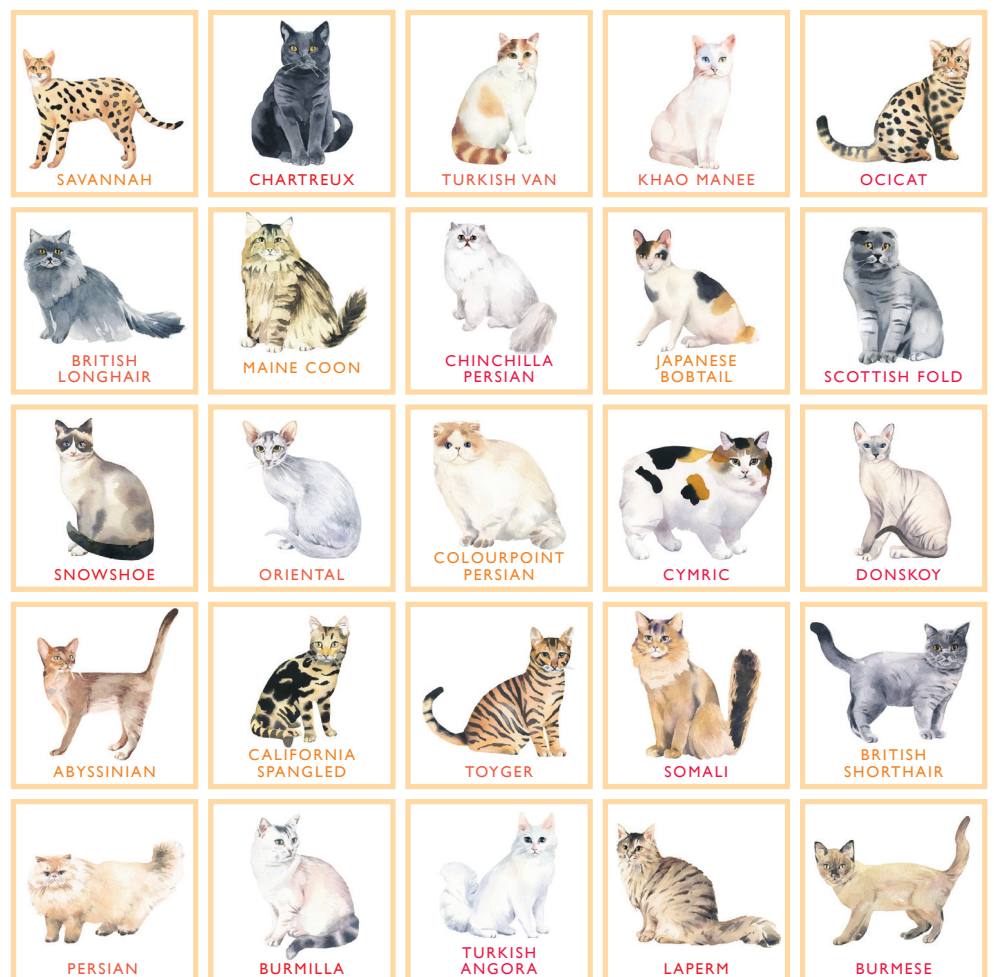 SAVANNAH
CHARTREUX
TURKISH VAN
KHAO MANEE
OCICAT
BRITISH
LONGHAIR
MAINE COON
CHINCHILLA
PERSIAN
JAPANESE
BOBTAIL
SCOTTISH FOLD
SNOWSHOE
ORIENTAL
COLOURPOINT
PERSIAN
CYMRIC
DONSKOY
ABYSSINIAN
CALIFORNIA
SPANGLED
TOYGER
SOMALI
BRITISH
SHORTHAIR
PERSIAN
BURMILLA
TURKISH
ANGORA
LAPERM
BURMESE